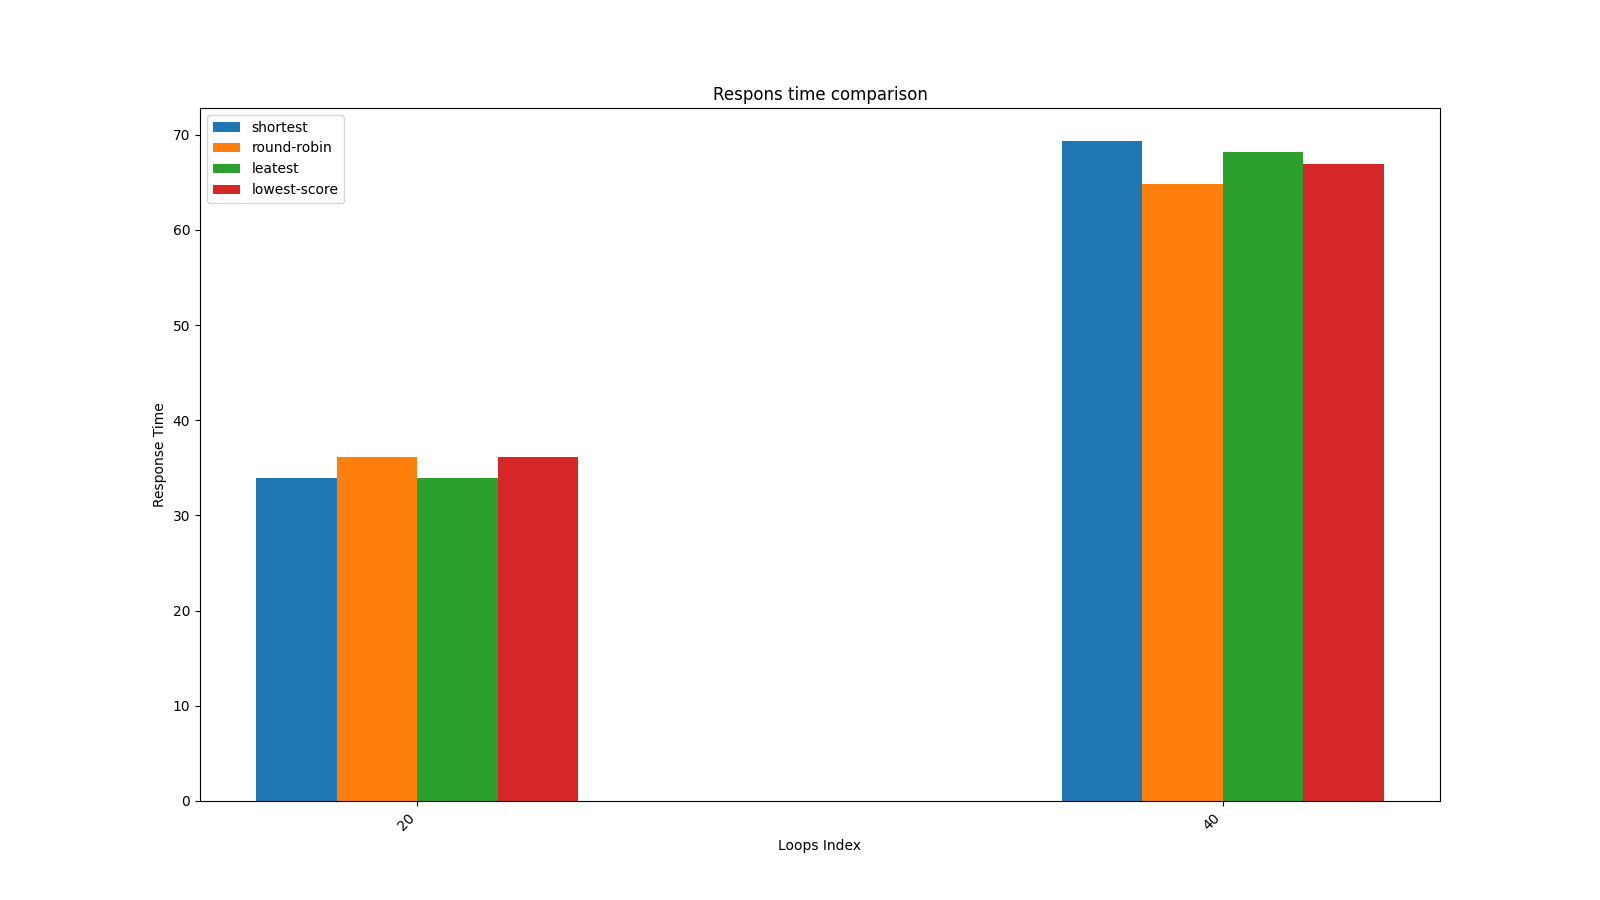 Respons time comparison
shortest
round-robin
leatest
lowest-score
70
60
50
40
30
20
10
0
Response Time
20
40
Loops Index